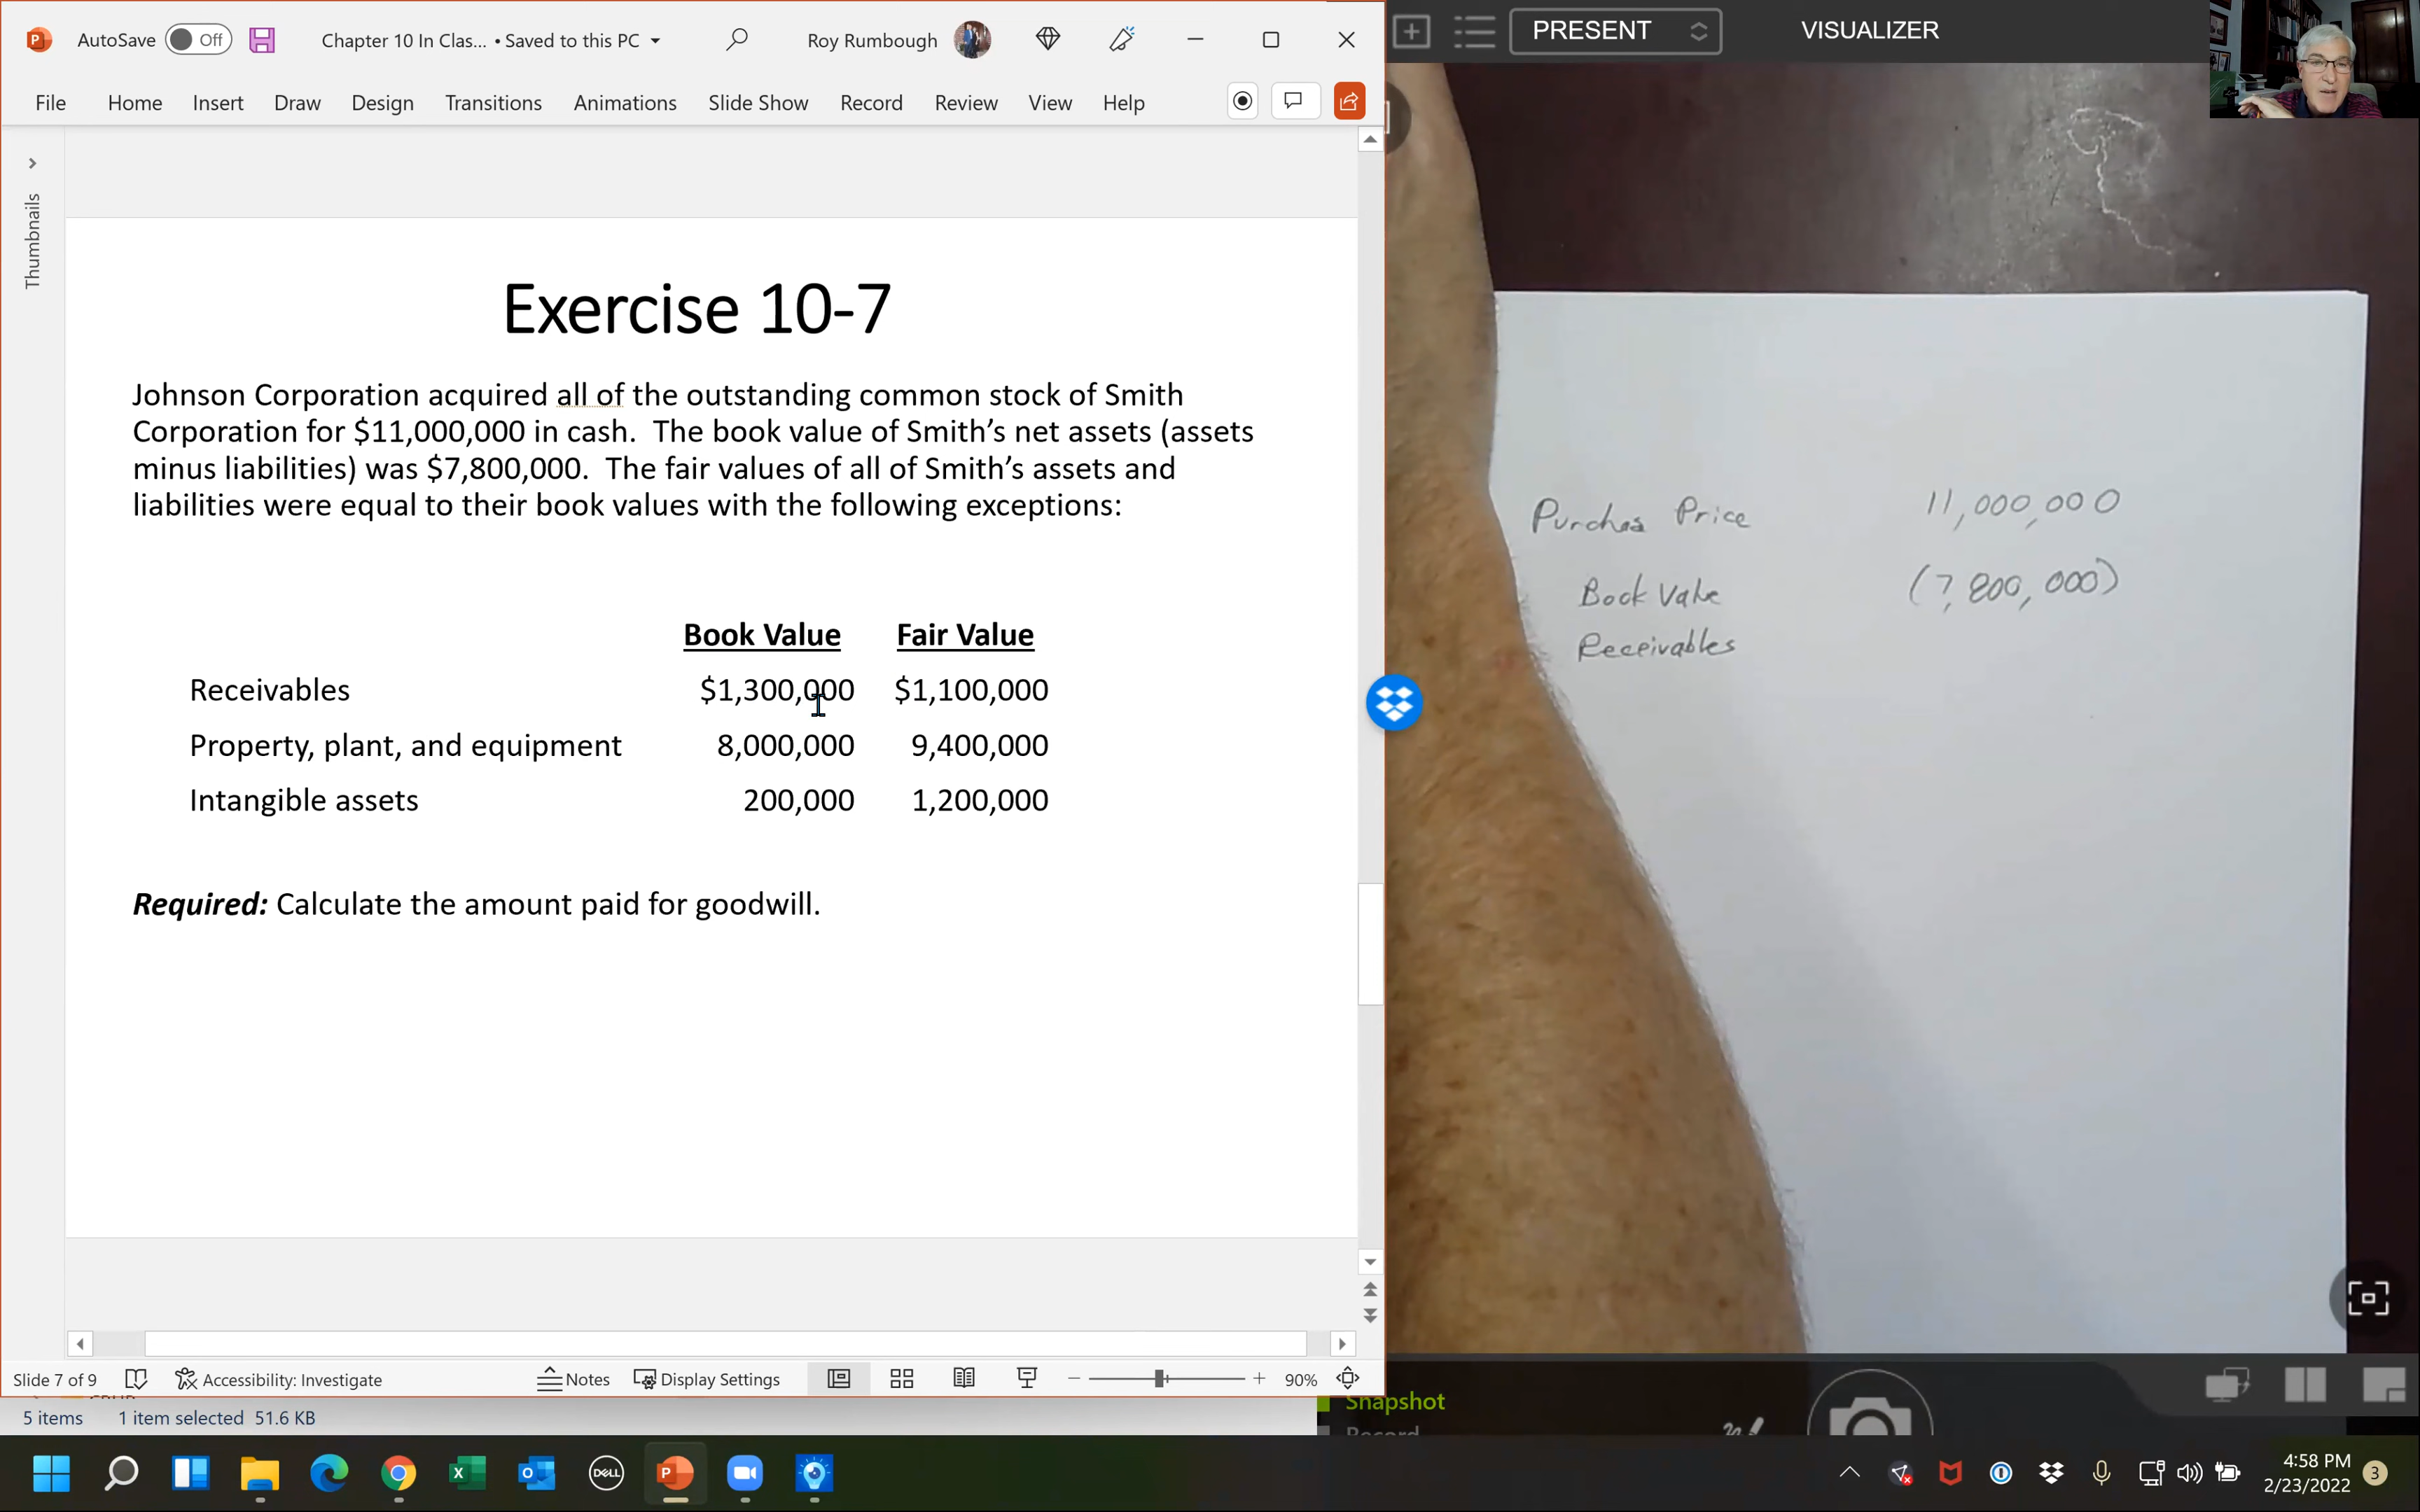 AutoSave Off Chapter 10 In Clas... • Saved to this PC Roy Rumbough
File Home Insert Draw Design Transitions Animations Slide Show Record Review View Help
Thumbnails
Exercise 10-7
Johnson Corporation acquired all of the outstanding common stock of Smith
Corporation for $11,000,000 in cash. The book value of Smith’s net assets (assets
minus liabilities) was $7,800,000. The fair values of all of Smith’s assets and
liabilities were equal to their book values with the following exceptions:
Book Value Fair Value
Receivables $1,300,000 $1,100,000
Property, plant, and equipment 8,000,000 9,400,000
Intangible assets 200,000 1,200,000
Required: Calculate the amount paid for goodwill.
Slide 7 of 9 Accessibility: Investigate Notes Display Settings 90%
5 items 1 item selected 51.6 KB
PRESENT VISUALIZER
Purchas Price 11,000,000
Book Value (7,800,000)
Receivables
Snapshot
Record
DELL
4:58 PM
2/23/2022
3